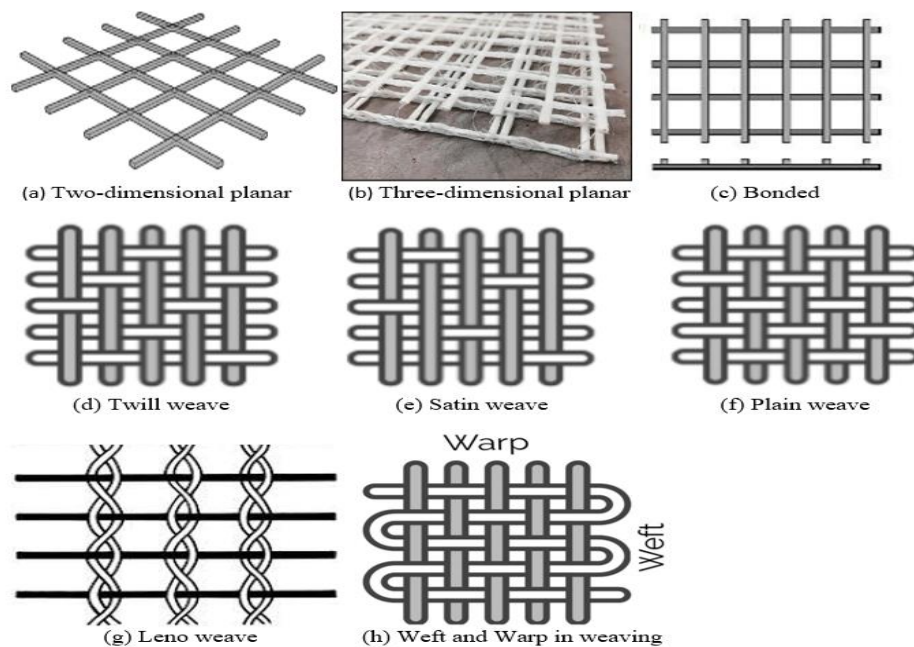 (a) Two-dimensional planar
(b) Three-dimensional planar
(c) Bonded
(d) Twill weave
(e) Satin weave
(f) Plain weave
Warp
Weft
(g) Leno weave
(h) Weft and Warp in weaving